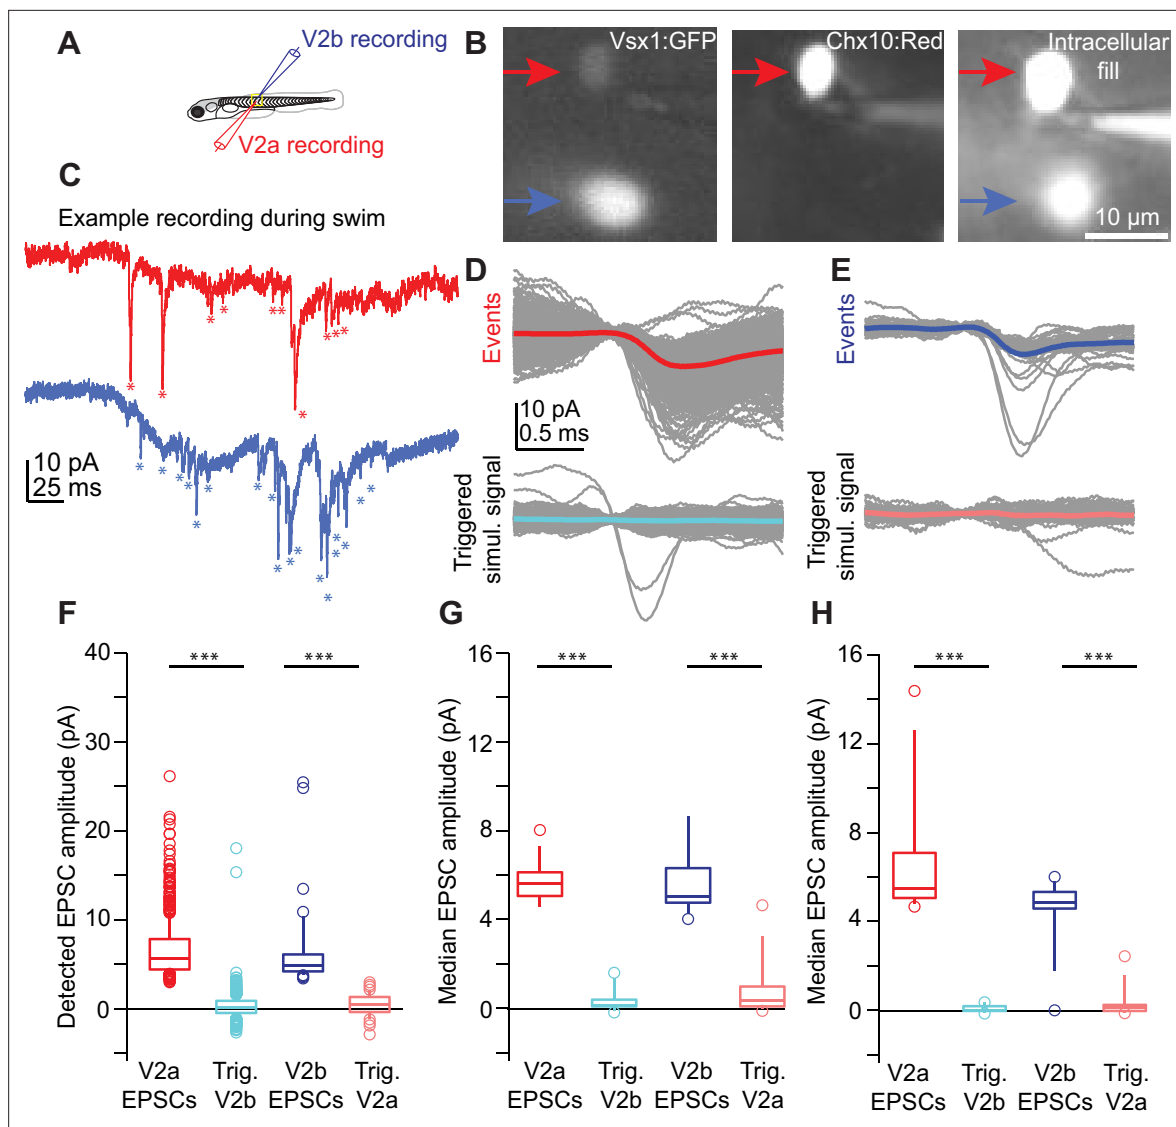 A
V2b recording
V2a recording
B
Vsx1:GFP
Chx10:Red
Intracellular
fill
10 µm
C
Example recording during swim
* * * * ** * ***
* * * * * * * * * * * * * * * * * *
10 pA
25 ms
D
Events
10 pA
0.5 ms
Triggered
simul. signal
E
Events
Triggered
simul. signal
F
Detected EPSC amplitude (pA)
40
30
20
10
0
*** ***
V2a
EPSCs
Trig.
V2b
V2b
EPSCs
Trig.
V2a
G
Median EPSC amplitude (pA)
16
12
8
4
0
*** ***
V2a
EPSCs
Trig.
V2b
V2b
EPSCs
Trig.
V2a
H
Median EPSC amplitude (pA)
16
12
8
4
0
*** ***
V2a
EPSCs
Trig.
V2b
V2b
EPSCs
Trig.
V2a